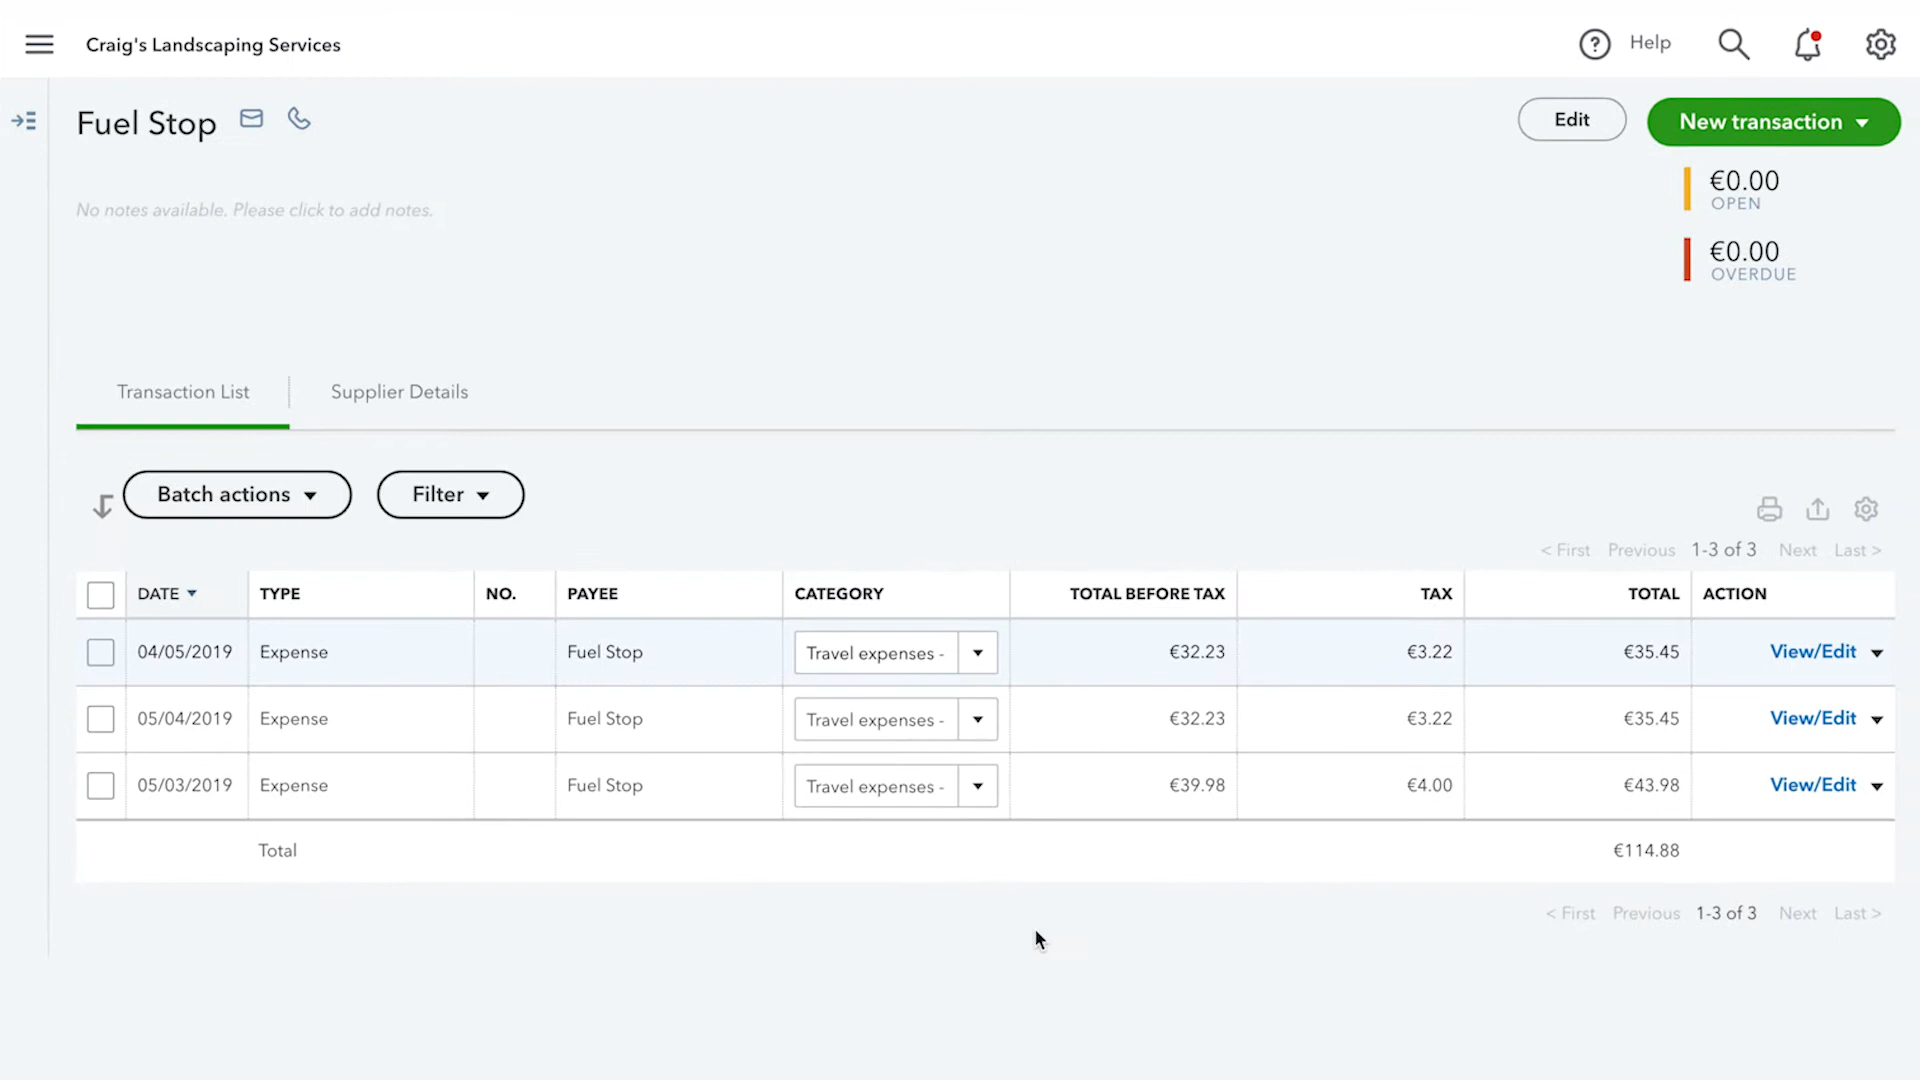 Craig's Landscaping Services
? Help
Fuel Stop
Edit
New transaction
No notes available. Please click to add notes.
€0.00
OPEN
€0.00
OVERDUE
Transaction List
Supplier Details
Batch actions
Filter
< First Previous 1-3 of 3 Next Last >
DATE TYPE NO. PAYEE CATEGORY TOTAL BEFORE TAX TAX TOTAL ACTION
04/05/2019 Expense Fuel Stop Travel expenses - €32.23 €3.22 €35.45 View/Edit
05/04/2019 Expense Fuel Stop Travel expenses - €32.23 €3.22 €35.45 View/Edit
05/03/2019 Expense Fuel Stop Travel expenses - €39.98 €4.00 €43.98 View/Edit
Total €114.88
< First Previous 1-3 of 3 Next Last >